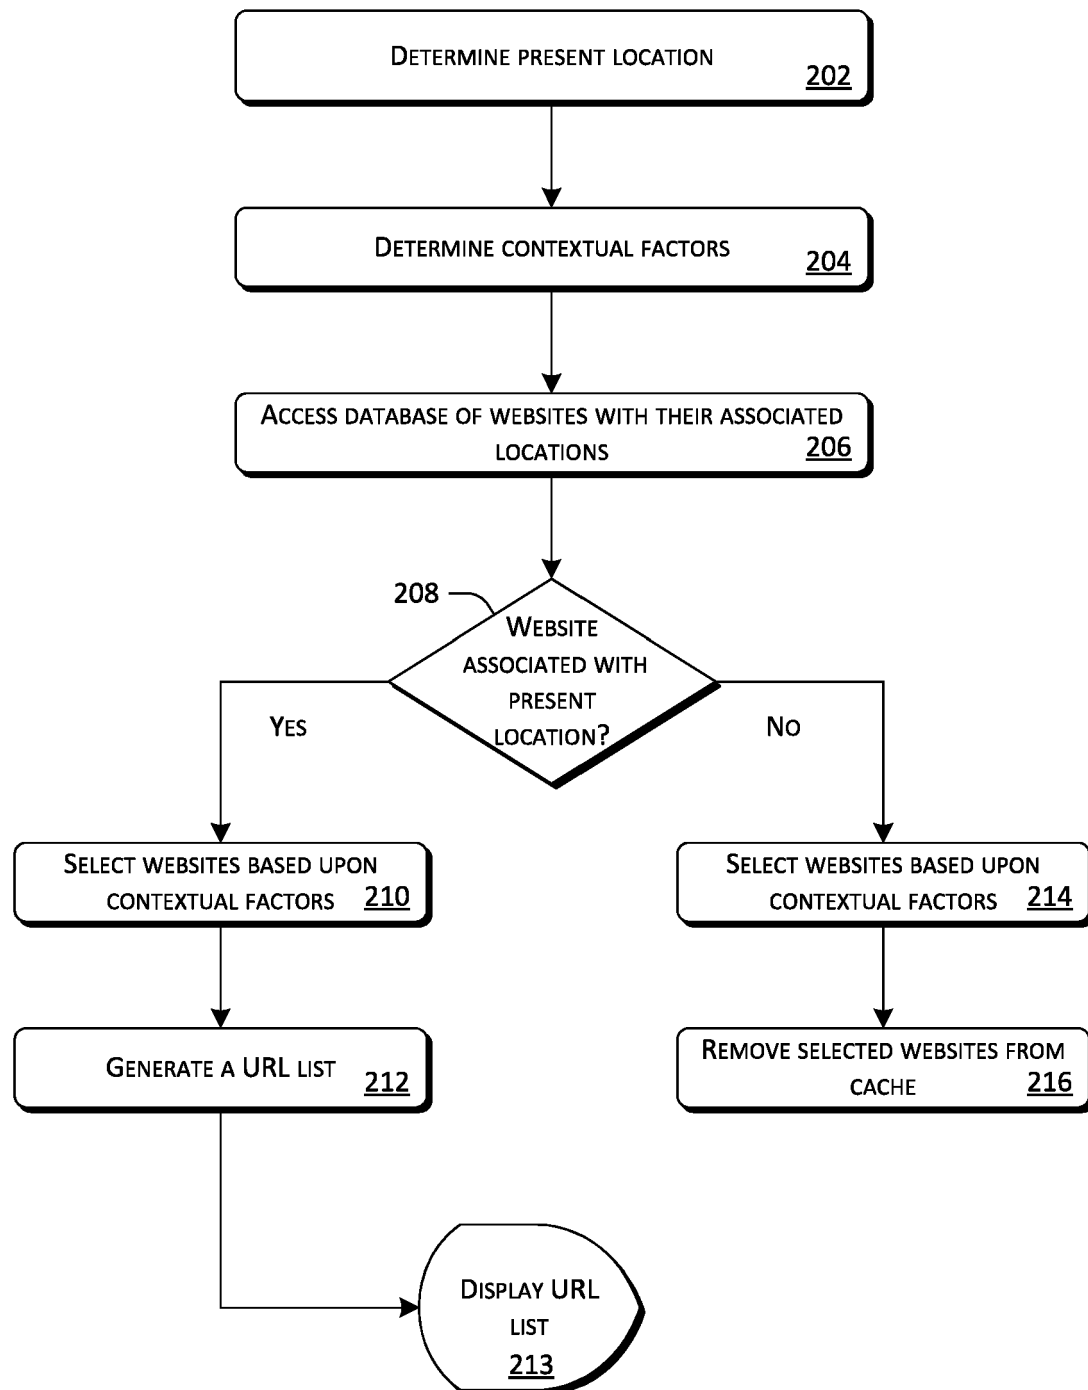 DETERMINE PRESENT LOCATION
202
DETERMINE CONTEXTUAL FACTORS
204
ACCESS DATABASE OF WEBSITES WITH THEIR ASSOCIATED
LOCATIONS
206
208
WEBSITE
ASSOCIATED WITH
PRESENT
LOCATION?
YES
NO
SELECT WEBSITES BASED UPON
CONTEXTUAL FACTORS
210
SELECT WEBSITES BASED UPON
CONTEXTUAL FACTORS
214
GENERATE A URL LIST
212
REMOVE SELECTED WEBSITES FROM
CACHE
216
DISPLAY URL
LIST
213